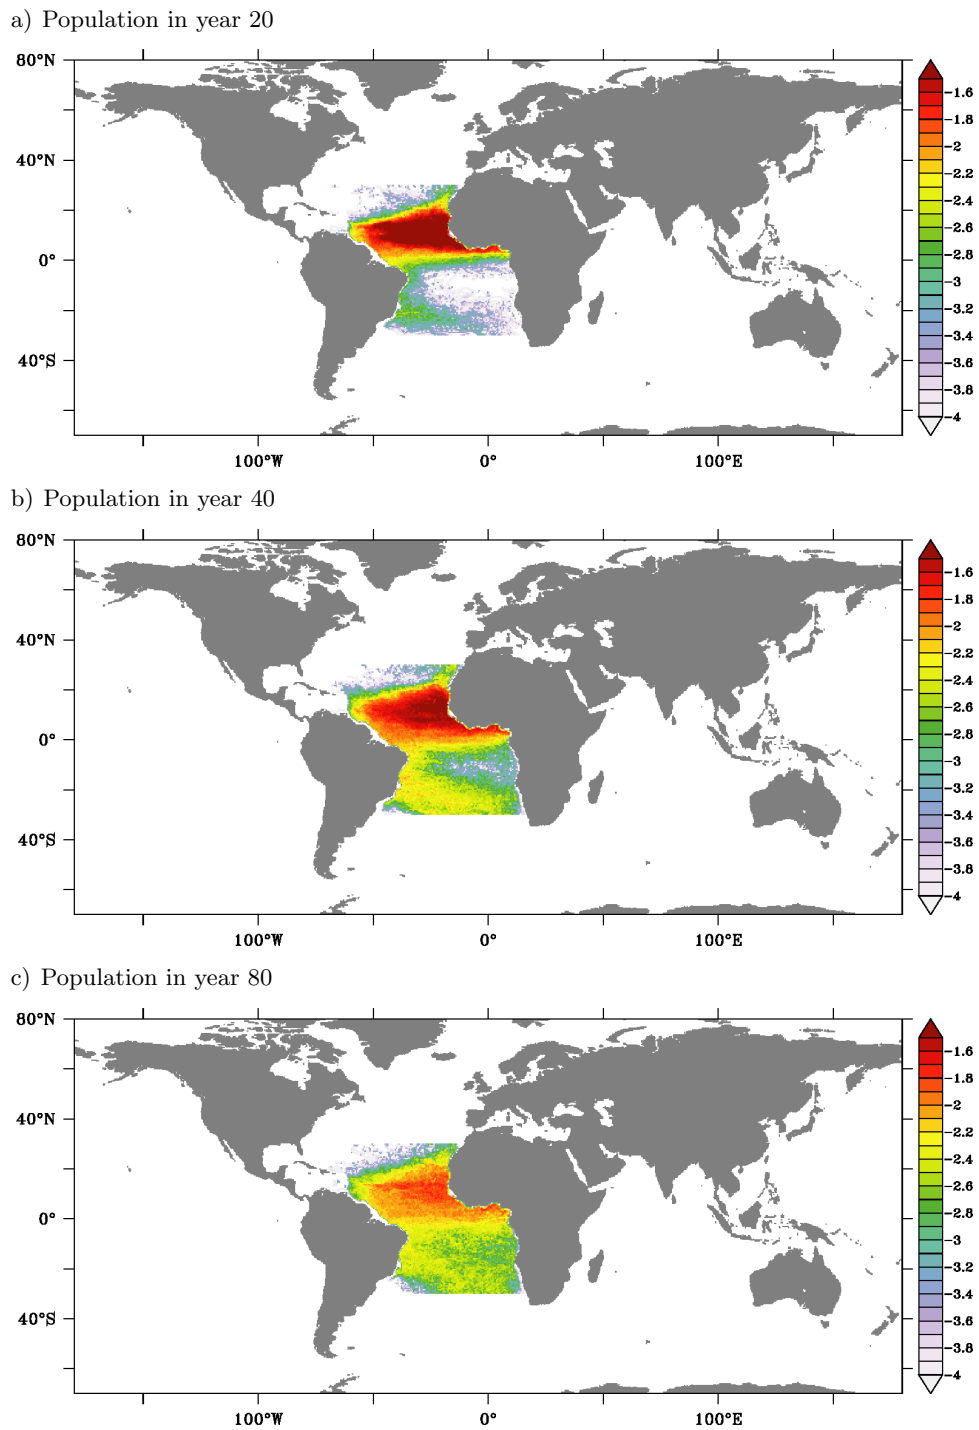 a) Population in year 20
80°N
40°N
0°
40°S
100°W 0° 100°E
-1.6
-1.8
-2
-2.2
-2.4
-2.6
-2.8
-3
-3.2
-3.4
-3.6
-3.8
-4
b) Population in year 40
80°N
40°N
0°
40°S
100°W 0° 100°E
-1.6
-1.8
-2
-2.2
-2.4
-2.6
-2.8
-3
-3.2
-3.4
-3.6
-3.8
-4
c) Population in year 80
80°N
40°N
0°
40°S
100°W 0° 100°E
-1.6
-1.8
-2
-2.2
-2.4
-2.6
-2.8
-3
-3.2
-3.4
-3.6
-3.8
-4